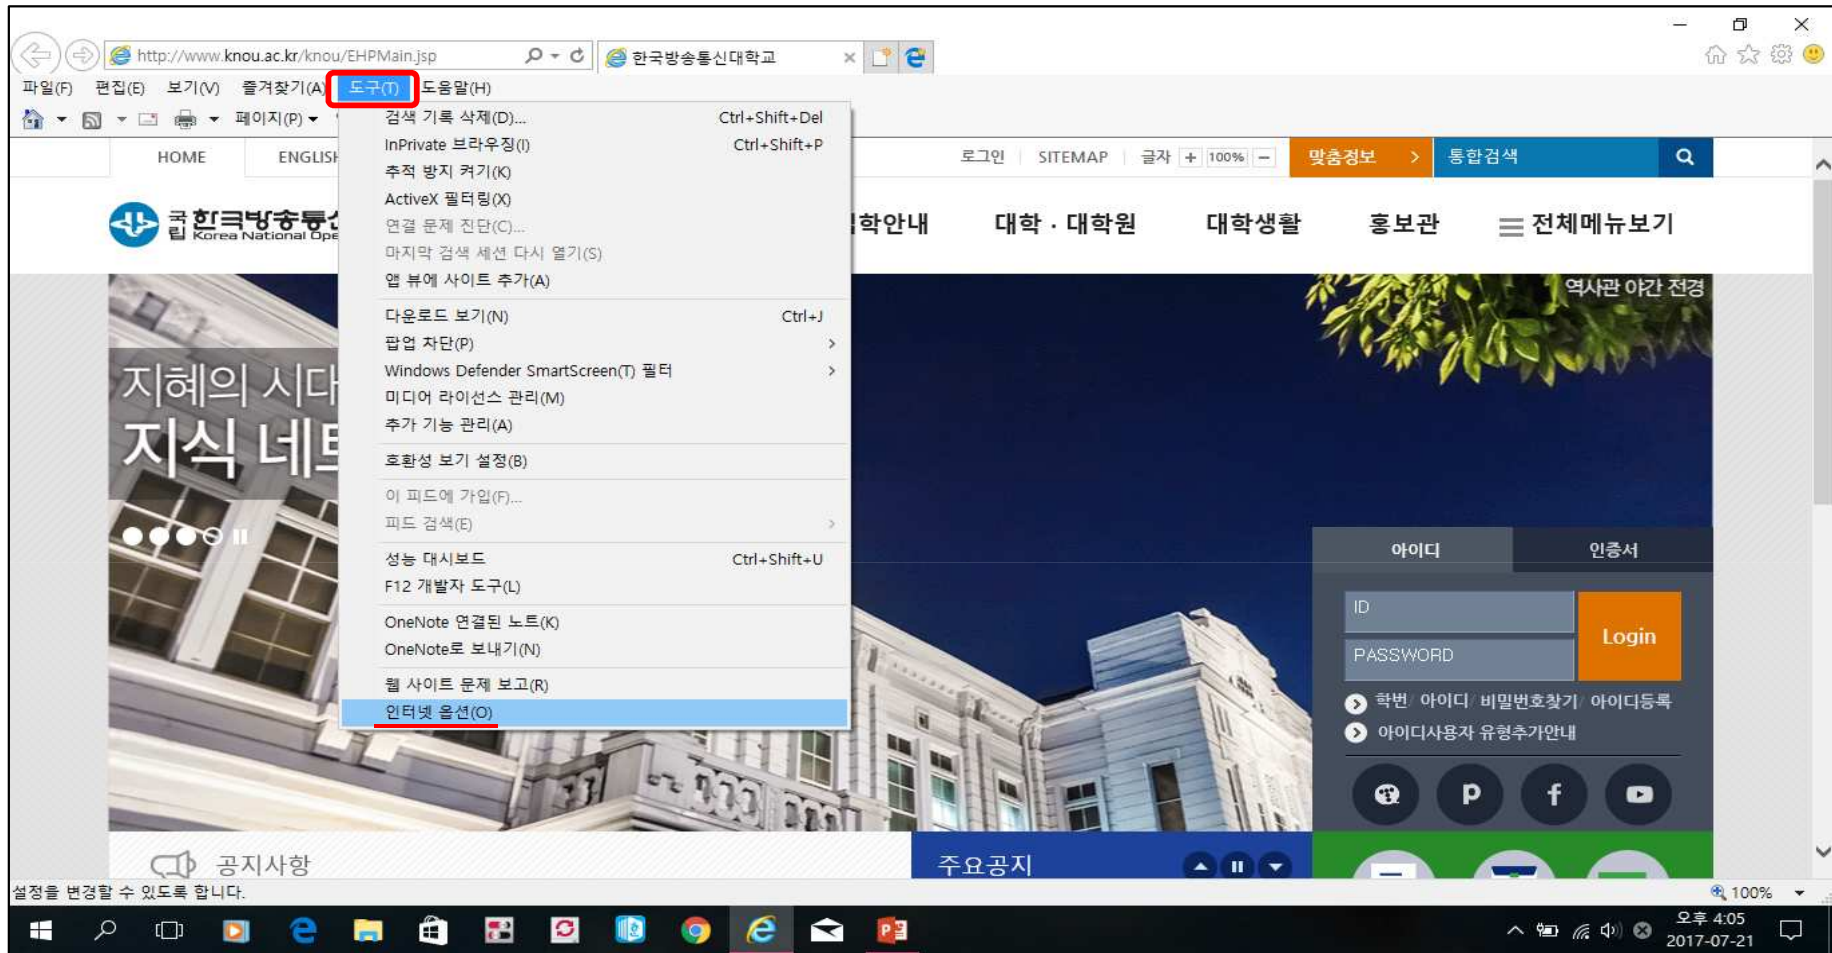 http://www.knou.ac.kr/knou/EHPMain.jsp
한국방송통신대학교
파일(F) 편집(E) 보기(V) 즐겨찾기(A) 도구(T) 도움말(H)
페이지(P)
검색 기록 삭제(D)... Ctrl+Shift+Del
InPrivate 브라우징(I) Ctrl+Shift+P
추적 방지 켜기(K)
ActiveX 필터링(X)
연결 문제 진단(C)...
마지막 검색 세션 다시 열기(S)
앱 뷰에 사이트 추가(A)
다운로드 보기(N) Ctrl+J
팝업 차단(P)
Windows Defender SmartScreen(T) 필터
미디어 라이선스 관리(M)
추가 기능 관리(A)
호환성 보기 설정(B)
이 피드에 가입(F)...
피드 검색(E)
성능 대시보드 Ctrl+Shift+U
F12 개발자 도구(L)
OneNote 연결된 노트(K)
OneNote로 보내기(N)
웹 사이트 문제 보고(R)
인터넷 옵션(O)
HOME ENGLISH 로그인 SITEMAP 글자 + 100% - 맞춤정보 > 통합검색
국립 한국방송통신
Korea National Ope
학안내 대학 · 대학원 대학생활 홍보관 전체메뉴보기
역사관 야간 전경
지혜의 시대
지식 네트
아이디 인증서
ID
PASSWORD
Login
학번/ 아이디/ 비밀번호찾기/ 아이디등록
아이디사용자 유형추가안내
공지사항
주요공지
설정을 변경할 수 있도록 합니다.
100%
오후 4:05
2017-07-21